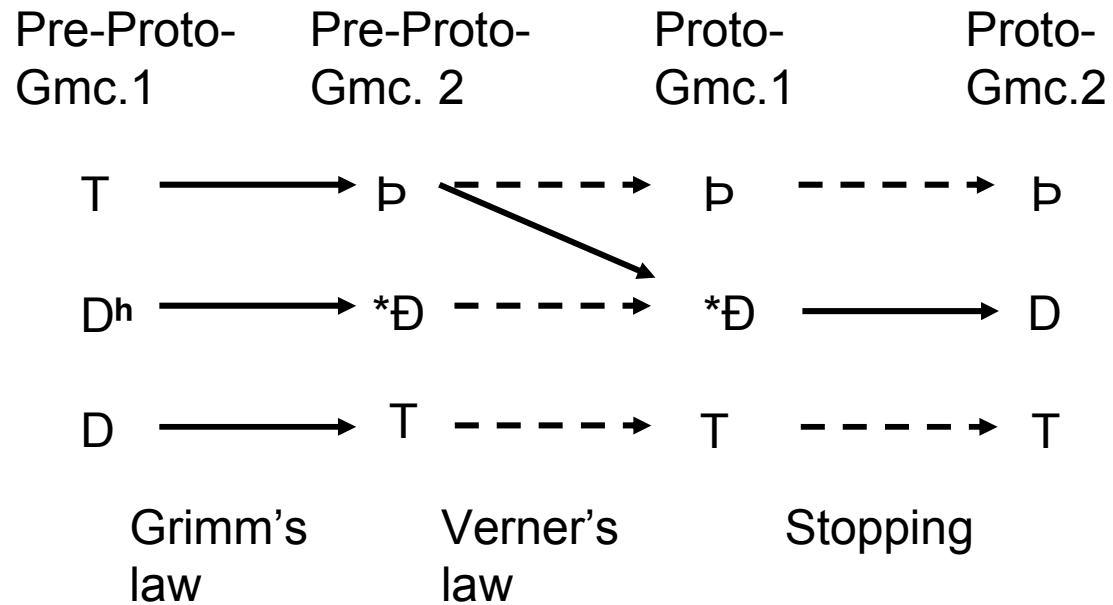 Pre-Proto- Pre-Proto- Proto- Proto-
Gmc.1 Gmc. 2 Gmc.1 Gmc.2
T Þ Þ Þ
Dʰ *Đ *Đ D
D T T T
Grimm’s Verner’s Stopping
law law